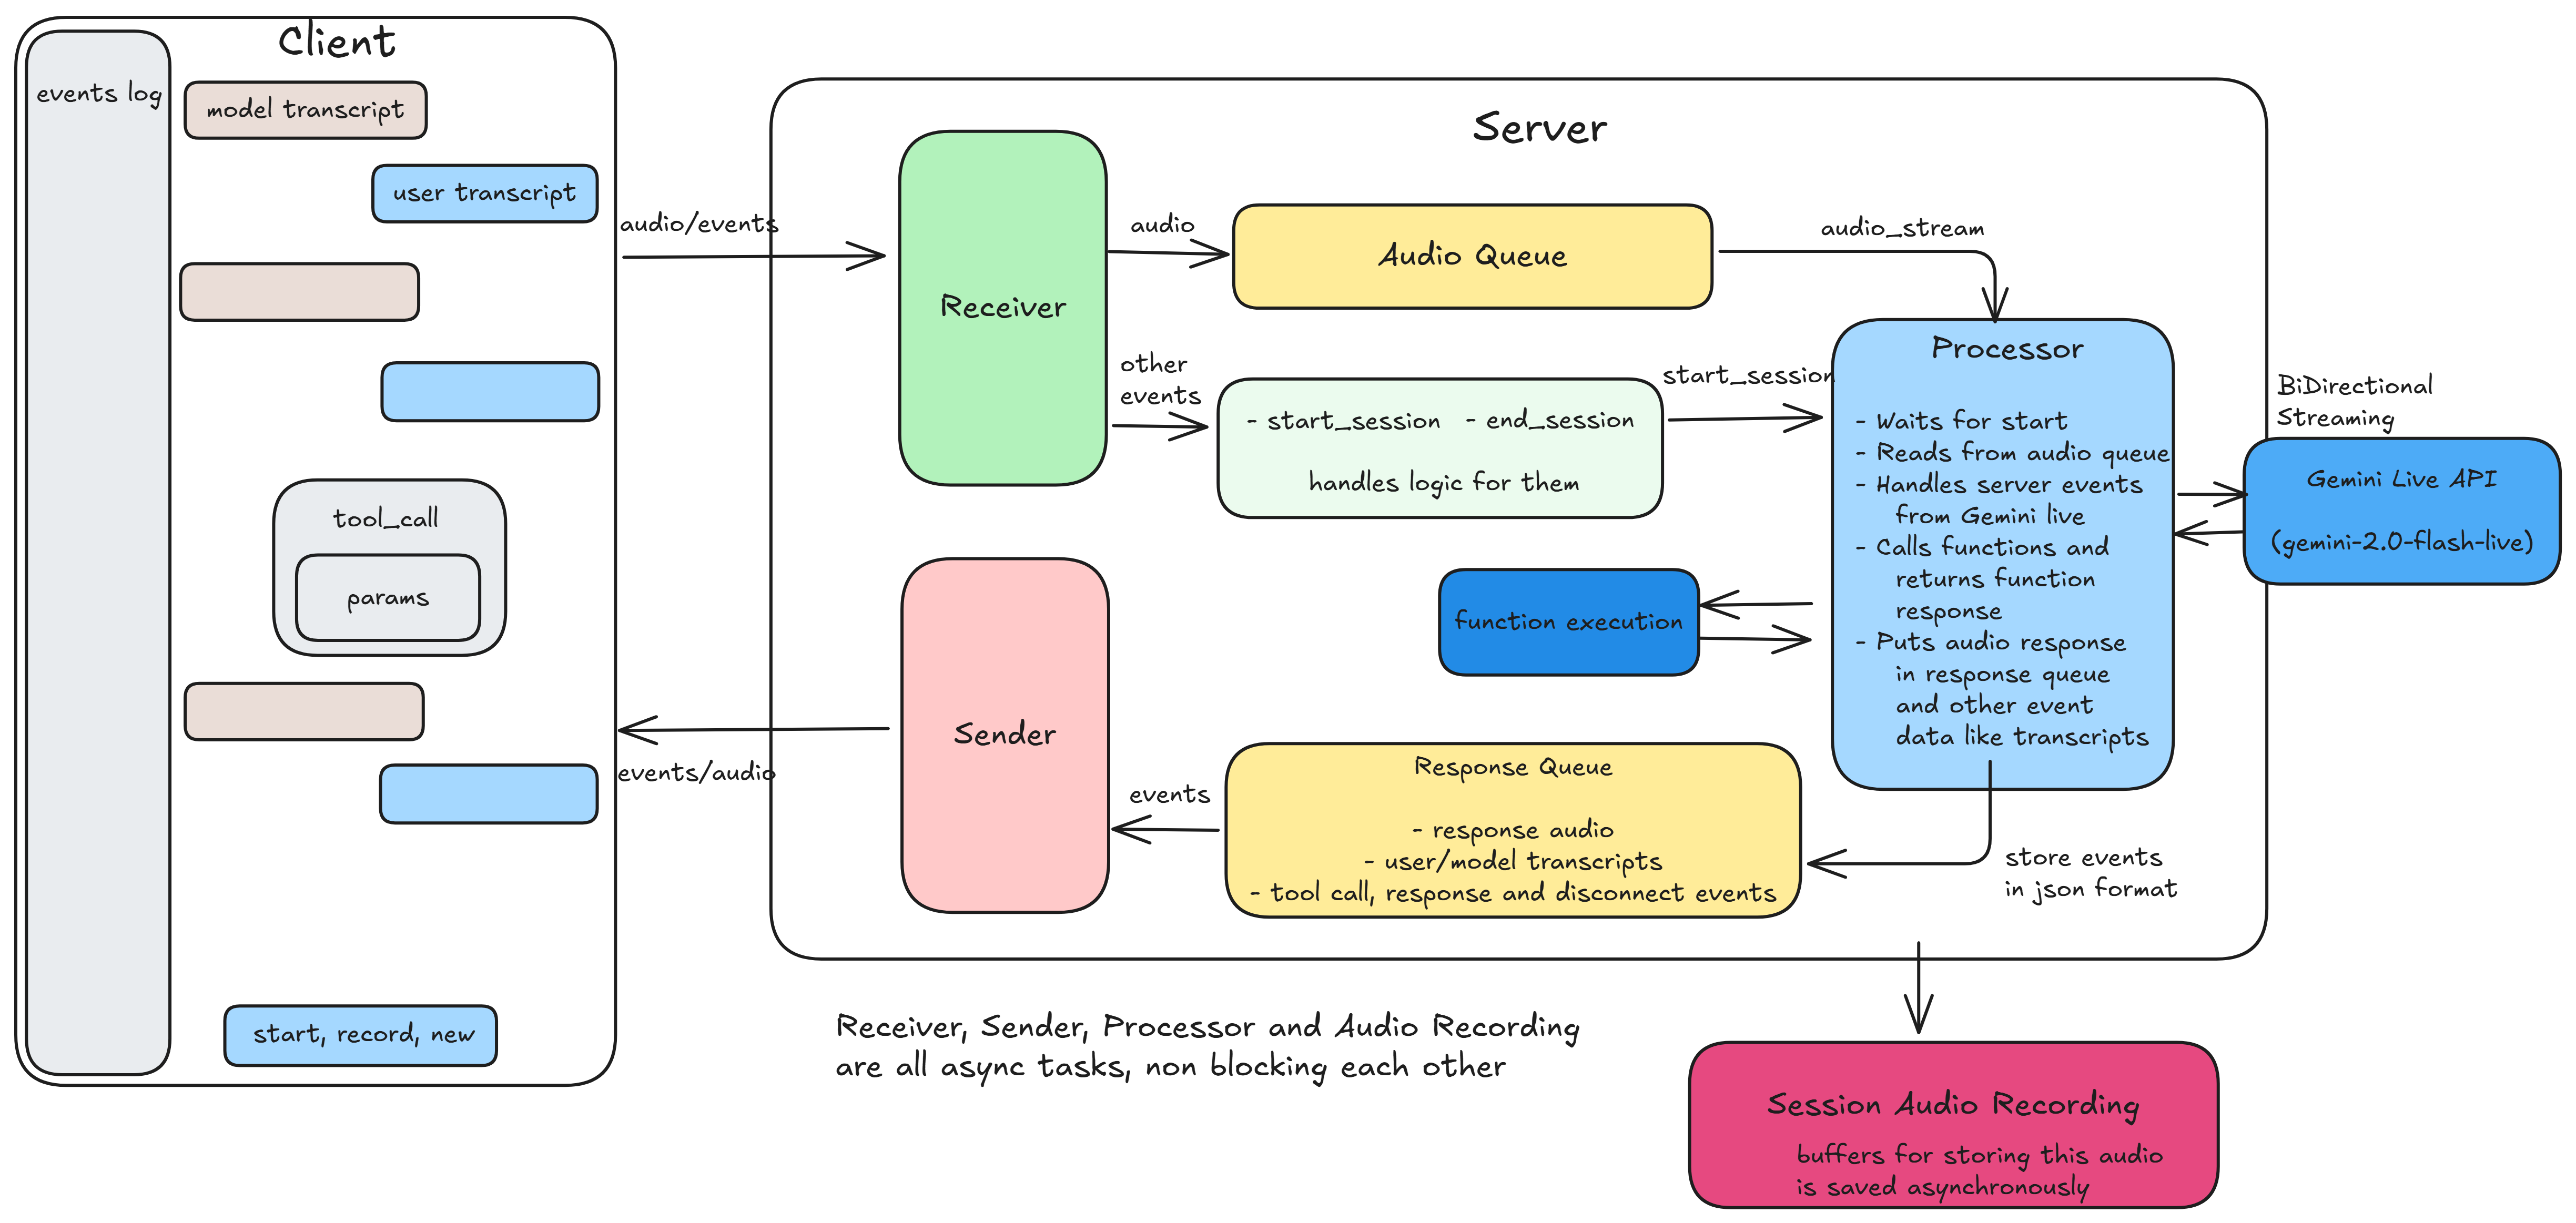 Client
events log
model transcript
user transcript
tool_call
params
start, record, new
audio/events
events/audio
Server
Receiver
audio
Audio Queue
audio_stream
other
events
- start_session - end_session
handles logic for them
start_session
Processor
- Waits for start
- Reads from audio queue
- Handles server events
from Gemini live
- Calls functions and
returns function
response
- Puts audio response
in response queue
and other event
data like transcripts
BiDirectional
Streaming
Gemini Live API
(gemini-2.0-flash-live)
function execution
Sender
events
Response Queue
- response audio
- user/model transcripts
- tool call, response and disconnect events
store events
in json format
Receiver, Sender, Processor and Audio Recording
are all async tasks, non blocking each other
Session Audio Recording
buffers for storing this audio
is saved asynchronously